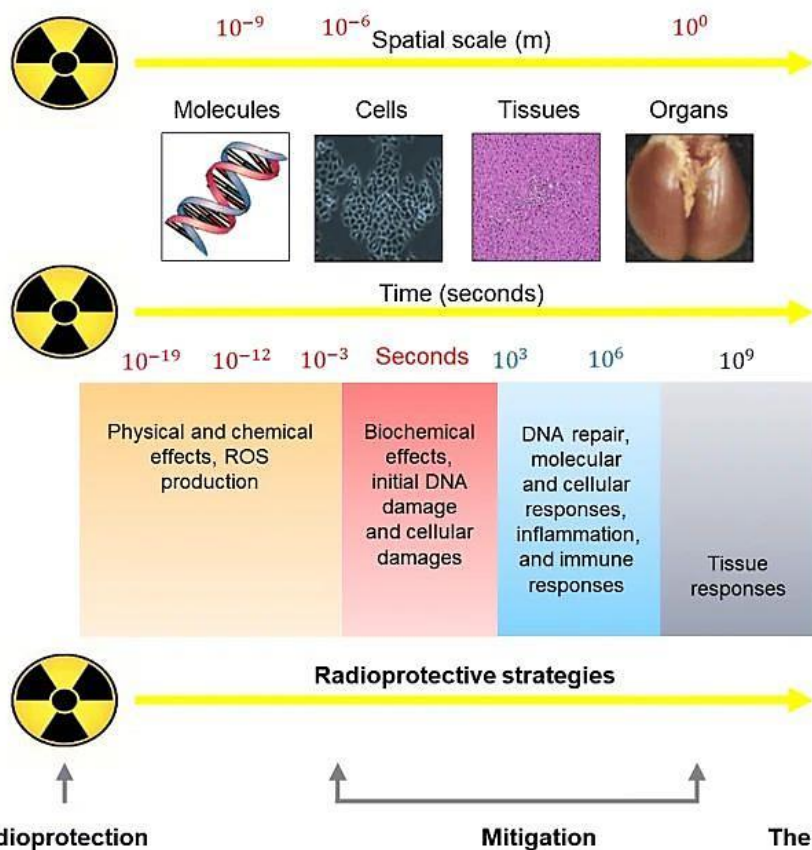 10⁻⁹ 10⁻⁶ 10⁰
Spatial scale (m)
Molecules Cells Tissues Organs
Time (seconds)
10⁻¹⁹ 10⁻¹² 10⁻³ Seconds 10³ 10⁶ 10⁹
Physical and chemical
effects, ROS
production
Biochemical
effects,
initial DNA
damage
and cellular
damages
DNA repair,
molecular
and cellular
responses,
inflammation,
and immune
responses
Tissue
responses
Radioprotective strategies
dioprotection Mitigation The